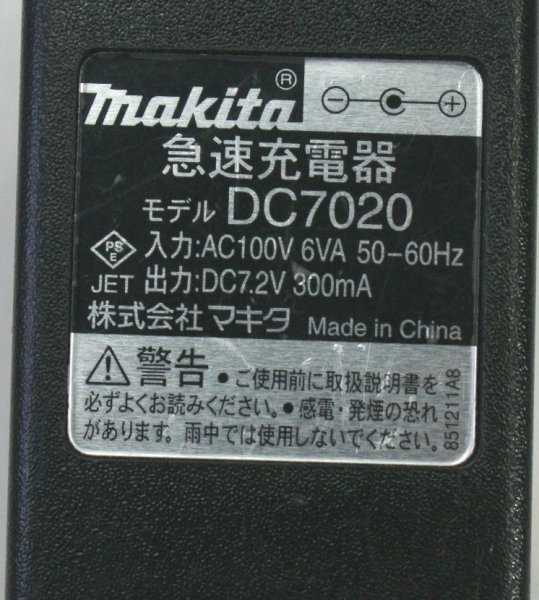 makita®
急速充電器
モデル DC7020
PS E 入力:AC100V 6VA 50-60Hz
JET 出力:DC7.2V 300mA
株式会社 マキタ Made in China
警告 ●ご使用前に取扱説明書を
必ずよくお読みください。●感電・発煙の恐れ
があります。雨中では使用しないでください。
851211A8